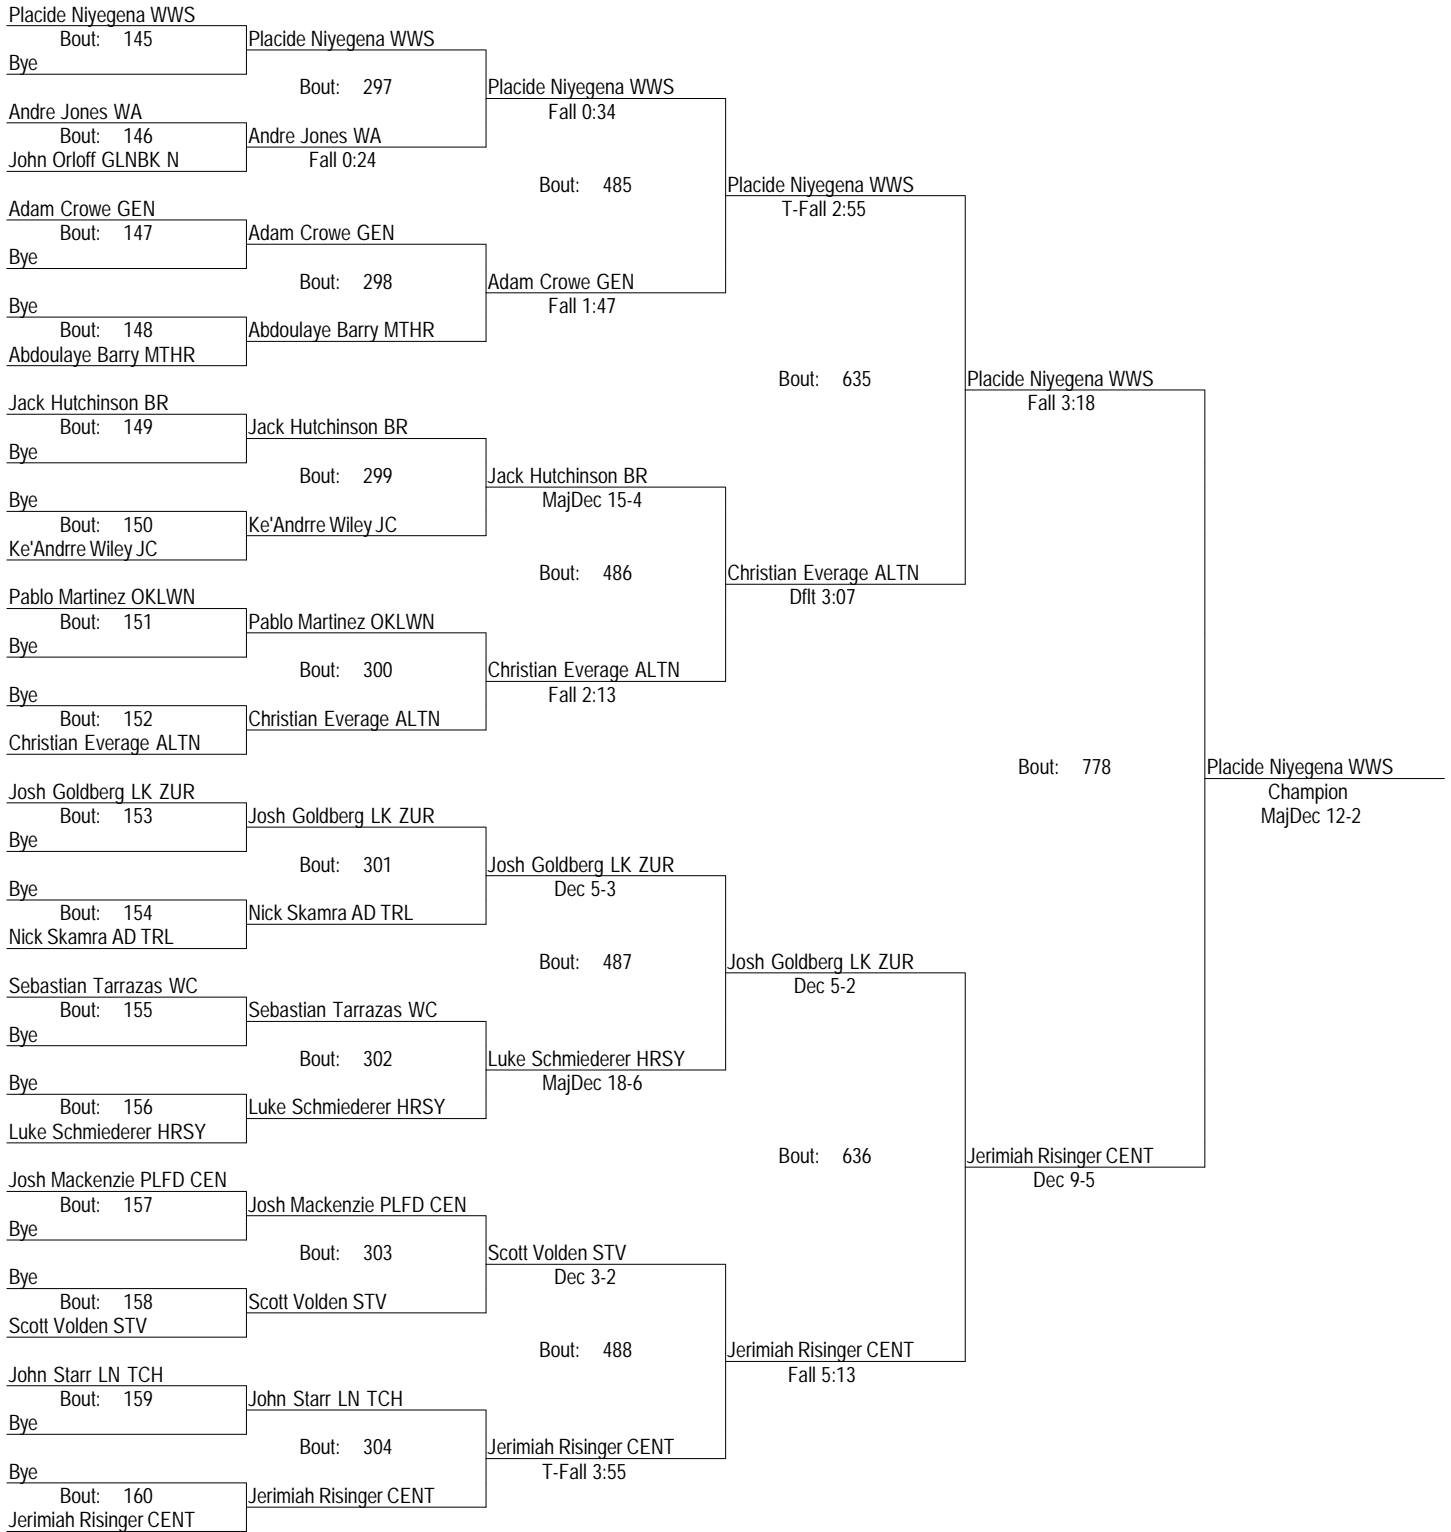 Placide Niyegena WWS
Bout: 145
Placide Niyegena WWS
Bye
Bout: 297
Placide Niyegena WWS
Andre Jones WA
Fall 0:34
Bout: 146
Andre Jones WA
John Orloff GLNBK N
Fall 0:24
Bout: 485
Placide Niyegena WWS
Adam Crowe GEN
T-Fall 2:55
Bout: 147
Adam Crowe GEN
Bye
Bout: 298
Adam Crowe GEN
Bye
Fall 1:47
Bout: 148
Abdoulaye Barry MTHR
Abdoulaye Barry MTHR
Bout: 635
Placide Niyegena WWS
Jack Hutchinson BR
Fall 3:18
Bout: 149
Jack Hutchinson BR
Bye
Bout: 299
Jack Hutchinson BR
Bye
MajDec 15-4
Bout: 150
Ke'Andrre Wiley JC
Ke'Andrre Wiley JC
Bout: 486
Christian Everage ALTN
Pablo Martinez OKLWN
Dflt 3:07
Bout: 151
Pablo Martinez OKLWN
Bye
Bout: 300
Christian Everage ALTN
Bye
Fall 2:13
Bout: 152
Christian Everage ALTN
Christian Everage ALTN
Bout: 778
Placide Niyegena WWS
Josh Goldberg LK ZUR
Champion
Bout: 153
Josh Goldberg LK ZUR
MajDec 12-2
Bye
Bout: 301
Josh Goldberg LK ZUR
Bye
Dec 5-3
Bout: 154
Nick Skamra AD TRL
Nick Skamra AD TRL
Bout: 487
Josh Goldberg LK ZUR
Sebastian Tarrazas WC
Dec 5-2
Bout: 155
Sebastian Tarrazas WC
Bye
Bout: 302
Luke Schmiederer HRSY
Bye
MajDec 18-6
Bout: 156
Luke Schmiederer HRSY
Luke Schmiederer HRSY
Bout: 636
Jerimiah Risinger CENT
Josh Mackenzie PLFD CEN
Dec 9-5
Bout: 157
Josh Mackenzie PLFD CEN
Bye
Bout: 303
Scott Volden STV
Bye
Dec 3-2
Bout: 158
Scott Volden STV
Scott Volden STV
Bout: 488
Jerimiah Risinger CENT
John Starr LN TCH
Fall 5:13
Bout: 159
John Starr LN TCH
Bye
Bout: 304
Jerimiah Risinger CENT
Bye
T-Fall 3:55
Bout: 160
Jerimiah Risinger CENT
Jerimiah Risinger CENT